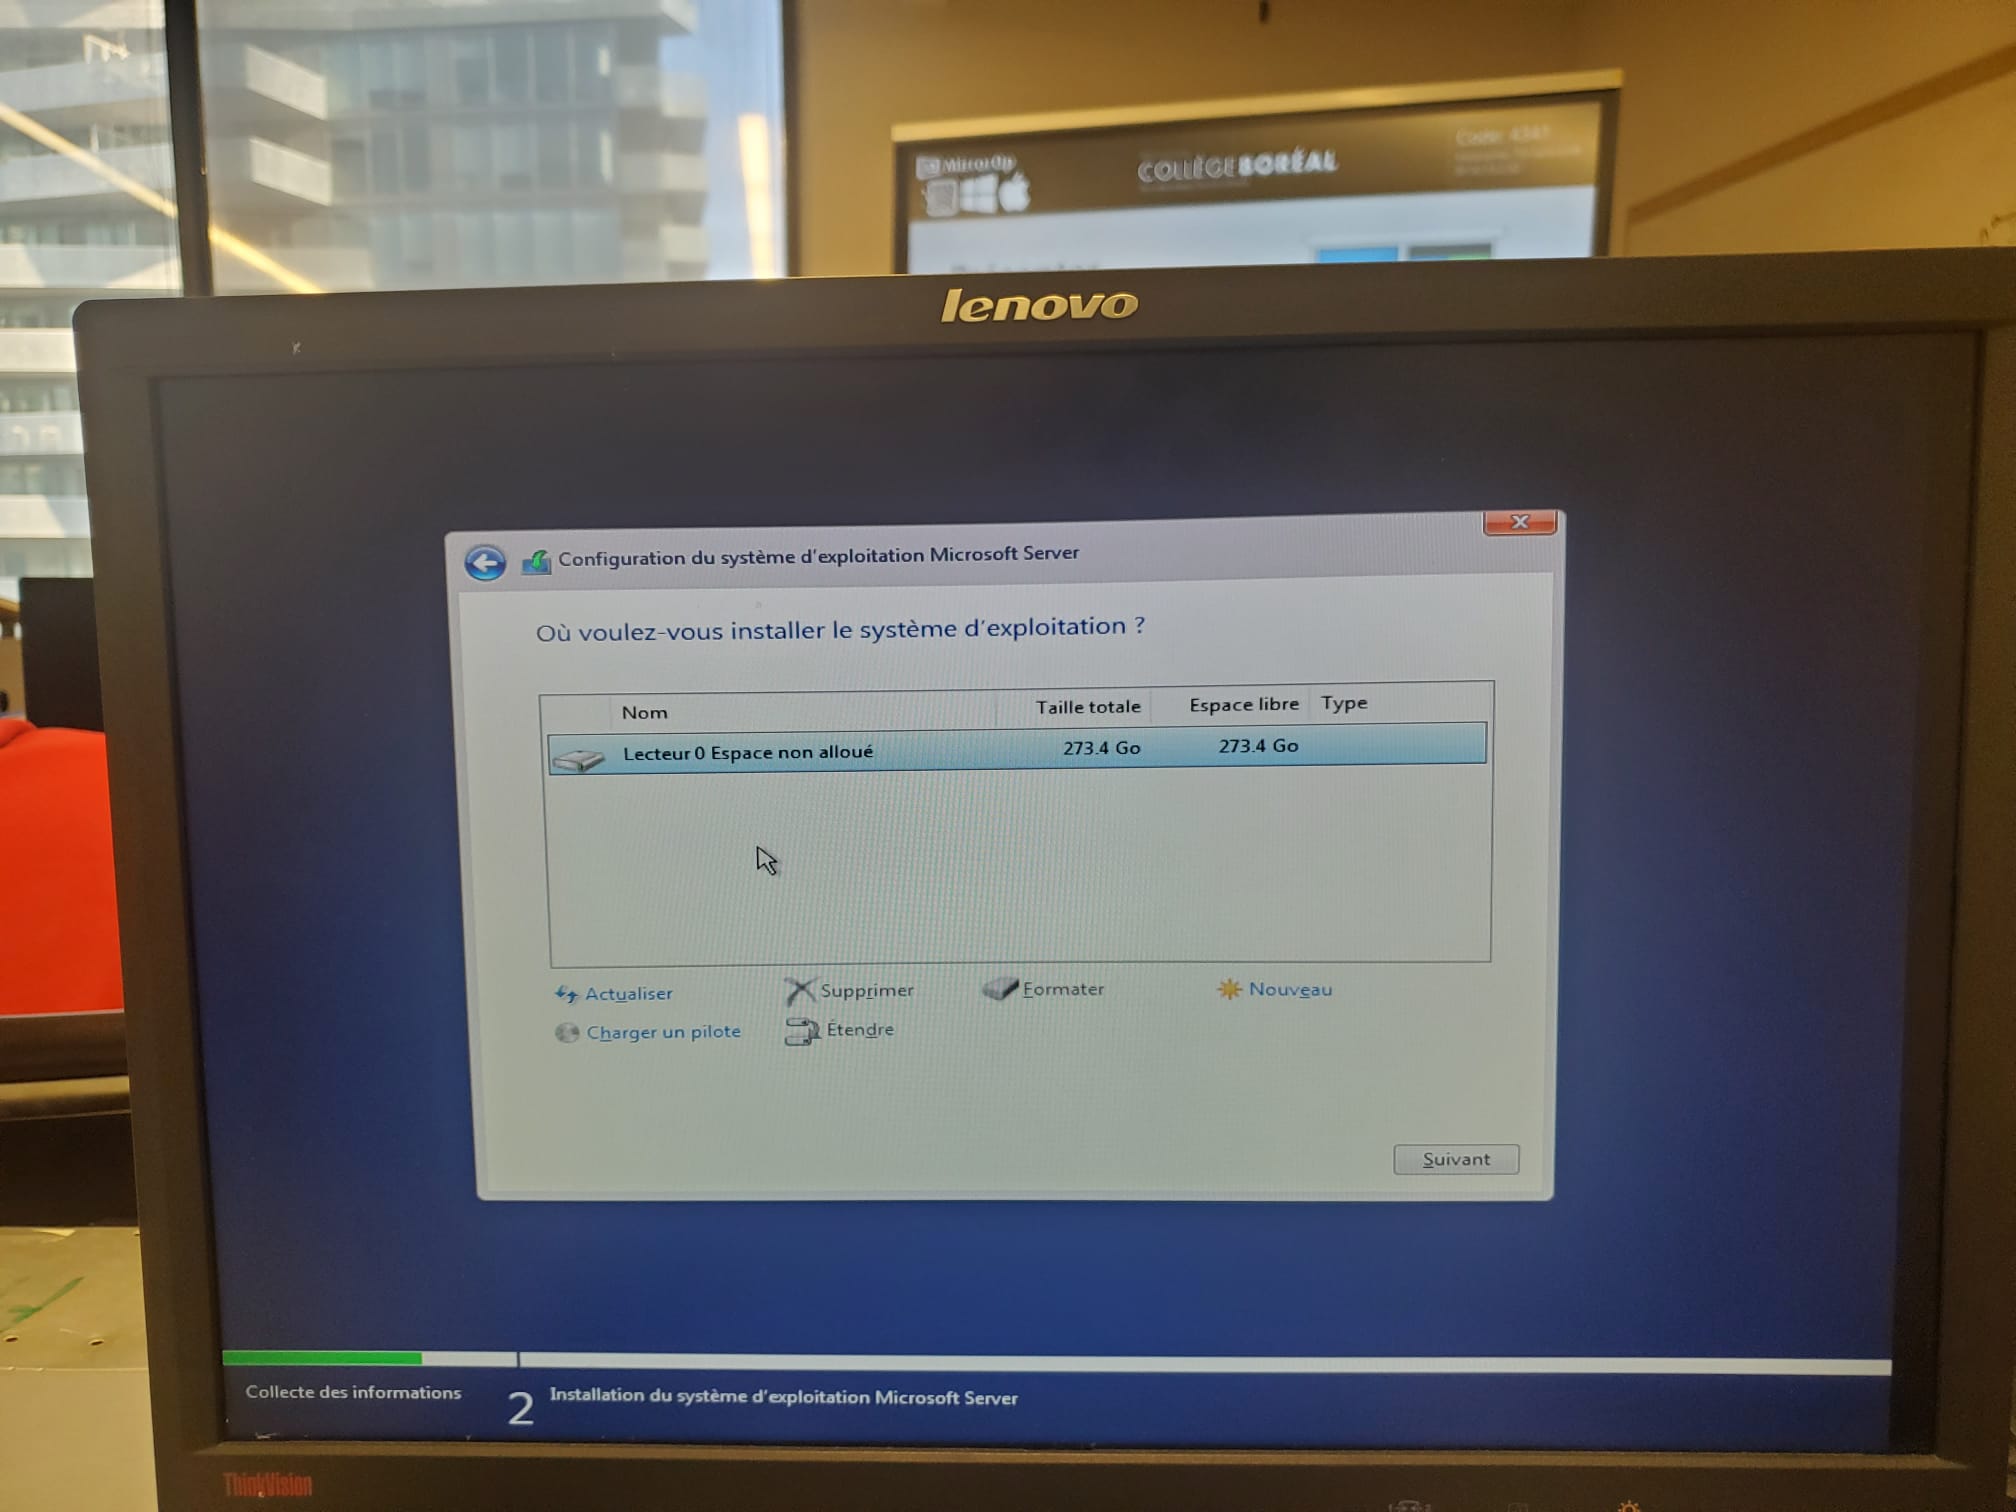 MirrorOp
COLLÈGE BORÉAL
lenovo
Configuration du système d'exploitation Microsoft Server
Où voulez-vous installer le système d'exploitation ?
Nom Taille totale Espace libre Type
Lecteur 0 Espace non alloué 273.4 Go 273.4 Go
Actualiser Supprimer Formater Nouveau
Charger un pilote Étendre
Suivant
Collecte des informations 2 Installation du système d'exploitation Microsoft Server
ThinkVision